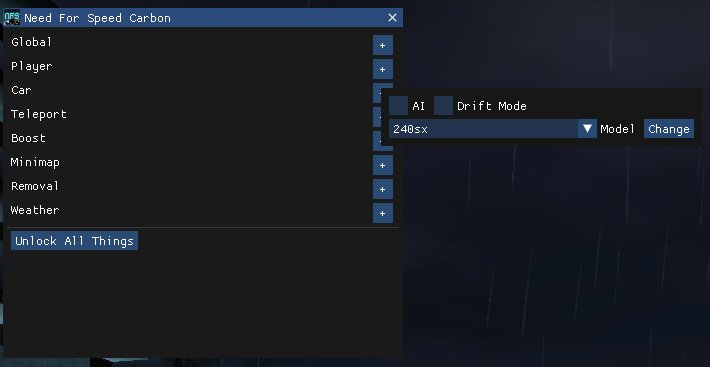 NFS Need For Speed Carbon
Global +
Player +
Car
AI Drift Mode
Teleport
240sx Model Change
Boost
Minimap +
Removal +
Weather +
Unlock All Things